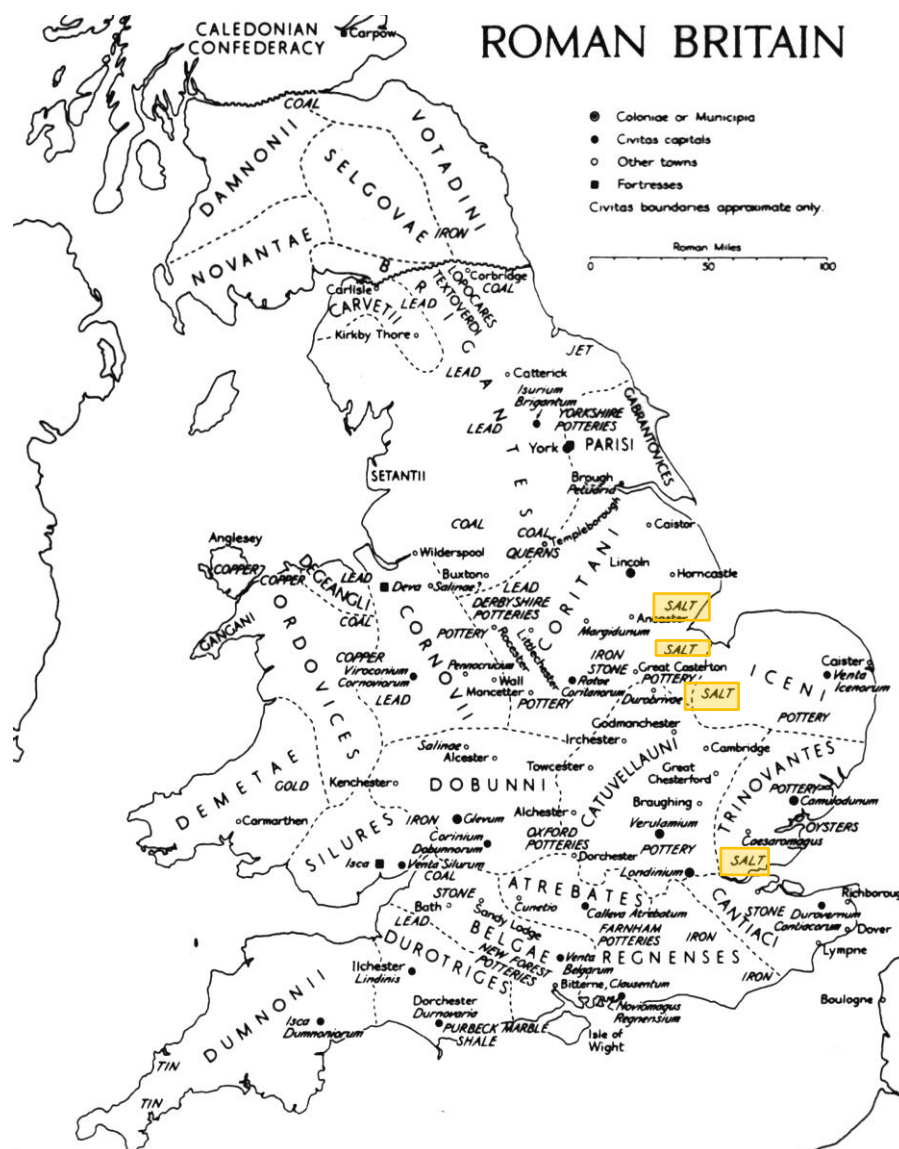 ROMAN BRITAIN
Coloniae or Municipia
Civitas capitals
Other towns
Fortresses
Civitas boundaries approximate only.
Roman Miles
0 50 100
CALEDONIAN
CONFEDERACY
Carpow
COAL
DAMNONII
VOTADINI
SELGOVAE
NOVANTAE
IRON
BRIGANTES
Corbridge
COAL
LOPOCARES
TEXTOVERDI
Carlisle
LEAD
CARVETII
Kirkby Thore
JET
LEAD
Catterick
Isurium
Brigantum
GABRANTOVICES
YORKSHIRE
POTTERIES
LEAD
York
PARISI
SETANTII
Brough
Petuaria
COAL
COAL
Templeborough
Caistor
QUERNS
Anglesey
Wilderspool
Lincoln
COPPER?
COPPER
DEGEANGLI
LEAD
Buxton
Horncastle
Deva
Salinae?
LEAD
CORITANI
GANGANI
ORDOVICES
COAL
CORNOVII
DERBYSHIRE
POTTERIES
SALT
Ancaster
Margidunum
POTTERY
Rocester
Littlechester
IRON
STONE
SALT
COPPER
Viroconium
Cornoviorum
Pennocrucium
Wall
Great Casterton
POTTERY
Caister
Venta
Icenorum
ICENI
LEAD
Mancetter
POTTERY
Ratae
Coritanorum
Durobrivae
SALT
POTTERY
Godmanchester
Irchester
Salinae
Alcester
Towcester
Cambridge
CATUVELLAUNI
Great
Chesterford
TRINOVANTES
DEMETAE
GOLD
Kenchester
DOBUNNI
Braughing
POTTERY
Camulodunum
Carmarthen
SILURES
IRON
Glevum
Alchester
OXFORD
POTTERIES
Verulamium
OYSTERS
Caesaromagus
Corinium
Dobunnorum
POTTERY
Isca
Venta Silurum
Dorchester
Londinium
SALT
COAL
STONE
ATREBATES
CANTIACI
Richborough
Bath
Sandy Lodge
Cunetio
Calleva Atrebatum
STONE
Durovernum
Cantiacorum
Dover
LEAD
BELGAE
FARNHAM
POTTERIES
IRON
Lympne
DUROTRIGES
NEW FOREST
POTTERIES
Venta
Belgarum
REGNENSES
IRON
Ilchester
Lindinis
Bitterne, Clausentum
Boulogne
DUMNONII
Dorchester
Durnovaria
Noviomagus
Regnensium
Isca
Dumnoniorum
PURBECK MARBLE
SHALE
Isle of
Wight
TIN
TIN